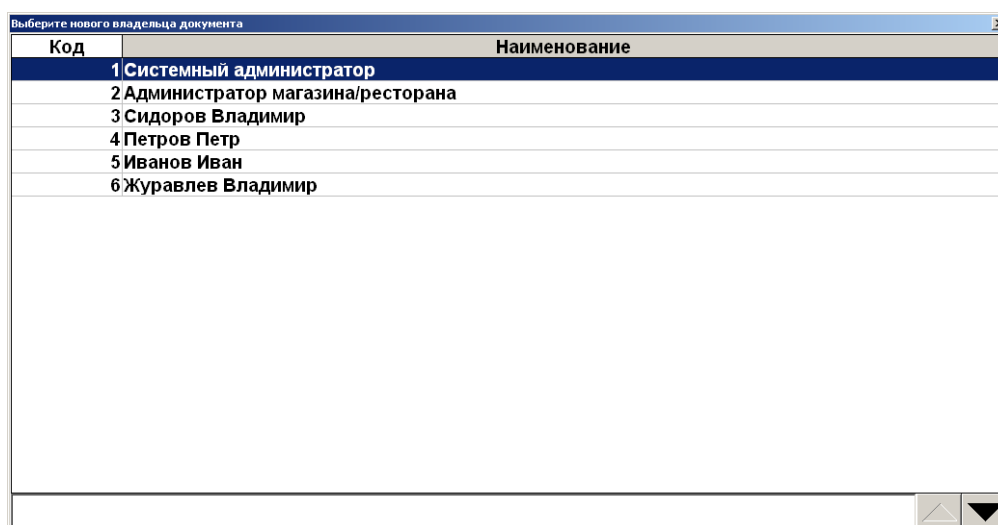 Выберите нового владельца документа
Код Наименование
1 Системный администратор
2 Администратор магазина/ресторана
3 Сидоров Владимир
4 Петров Петр
5 Иванов Иван
6 Журавлев Владимир